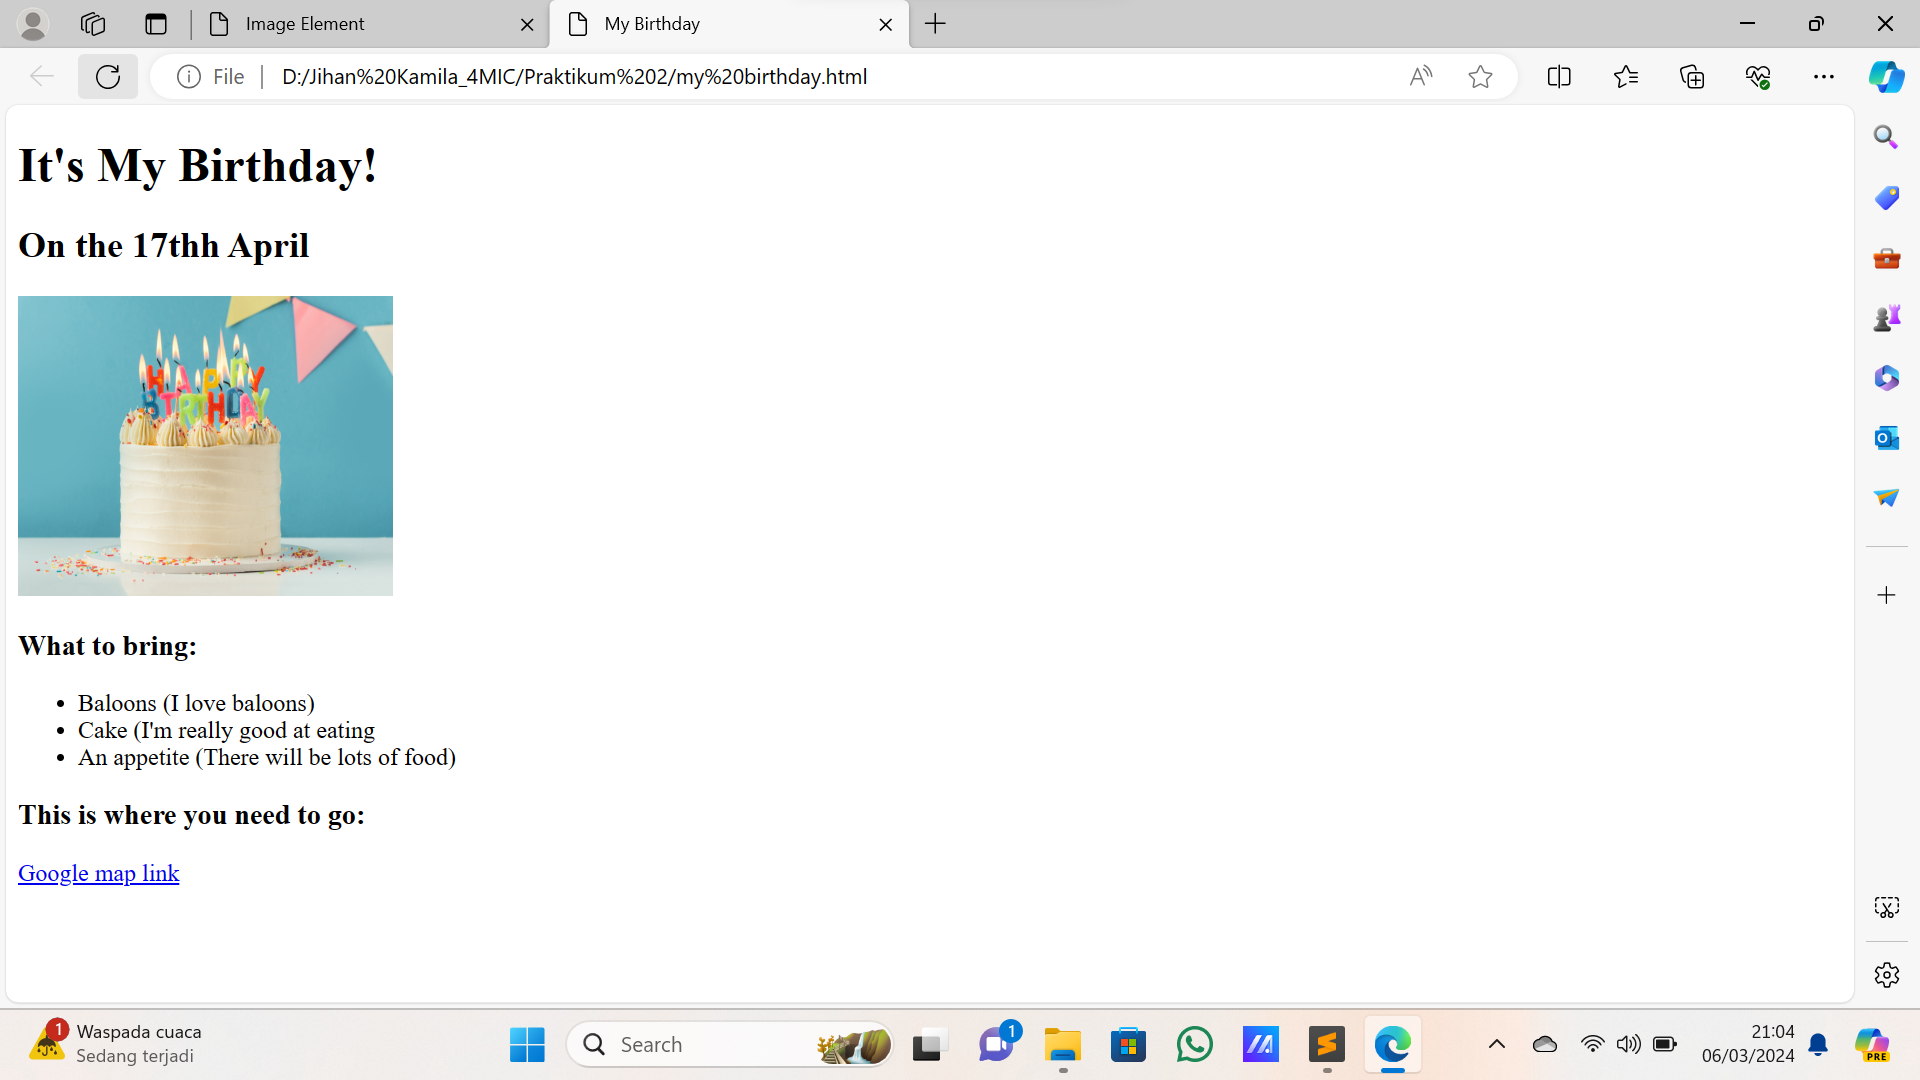 Image Element
My Birthday
File
D:/Jihan%20Kamila_4MIC/Praktikum%202/my%20birthday.html
It's My Birthday!
On the 17thh April
HAPPY
BIRTHDAY
What to bring:
Baloons (I love baloons)
Cake (I'm really good at eating
An appetite (There will be lots of food)
This is where you need to go:
Google map link
1
Waspada cuaca
Sedang terjadi
Search
1
21:04
06/03/2024
PRE